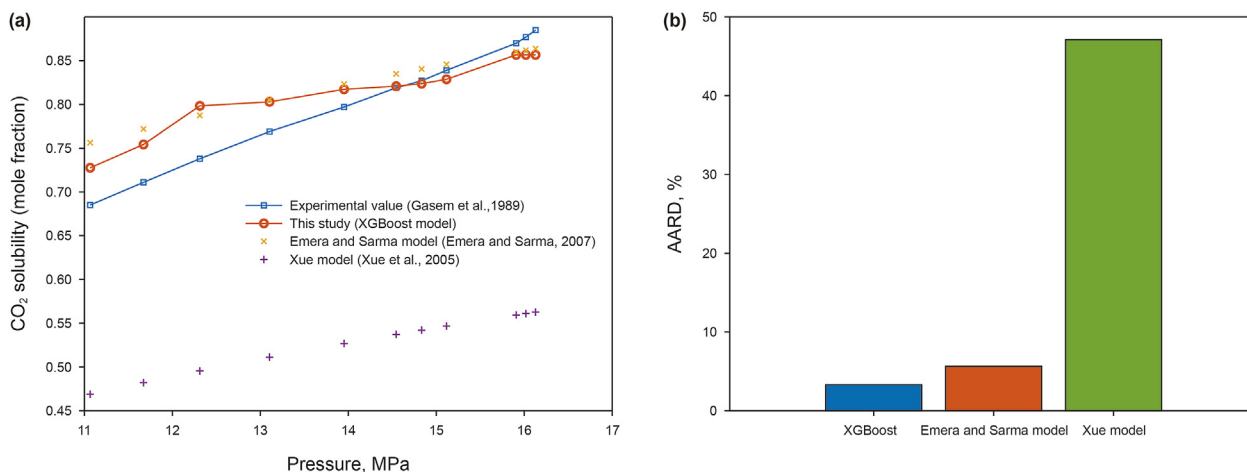 (a)
CO2 solubility (mole fraction)
0.85
0.80
0.75
0.70
0.65
0.60
0.55
0.50
0.45
11
12
13
14
15
16
17
Pressure, MPa
Experimental value (Gasem et al.,1989)
This study (XGBoost model)
Emera and Sarma model (Emera and Sarma, 2007)
Xue model (Xue et al., 2005)
(b)
AARD, %
50
40
30
20
10
0
XGBoost
Emera and Sarma model
Xue model